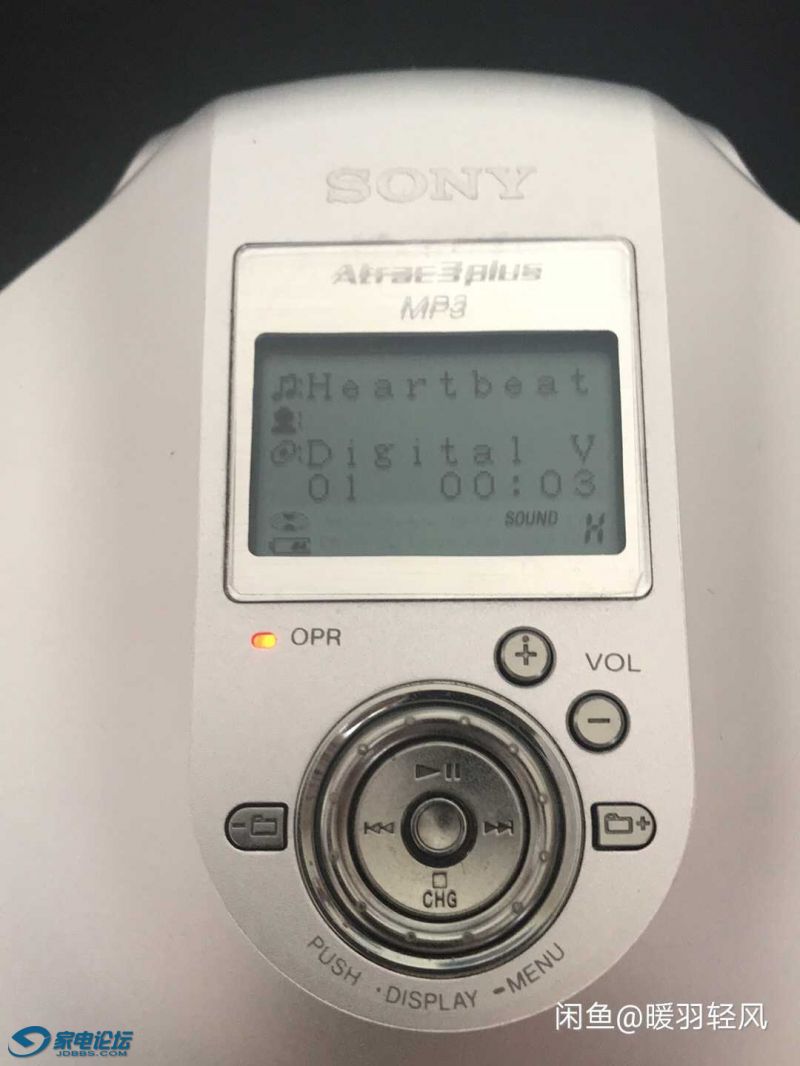 SONY
Atrac3plus
MP3
Heartbeat
Digital V
01 00:03
SOUND
OPR
+
VOL
-
CHG
PUSH •DISPLAY ━MENU
闲鱼@暖羽轻风
家电论坛
JDBBS.COM